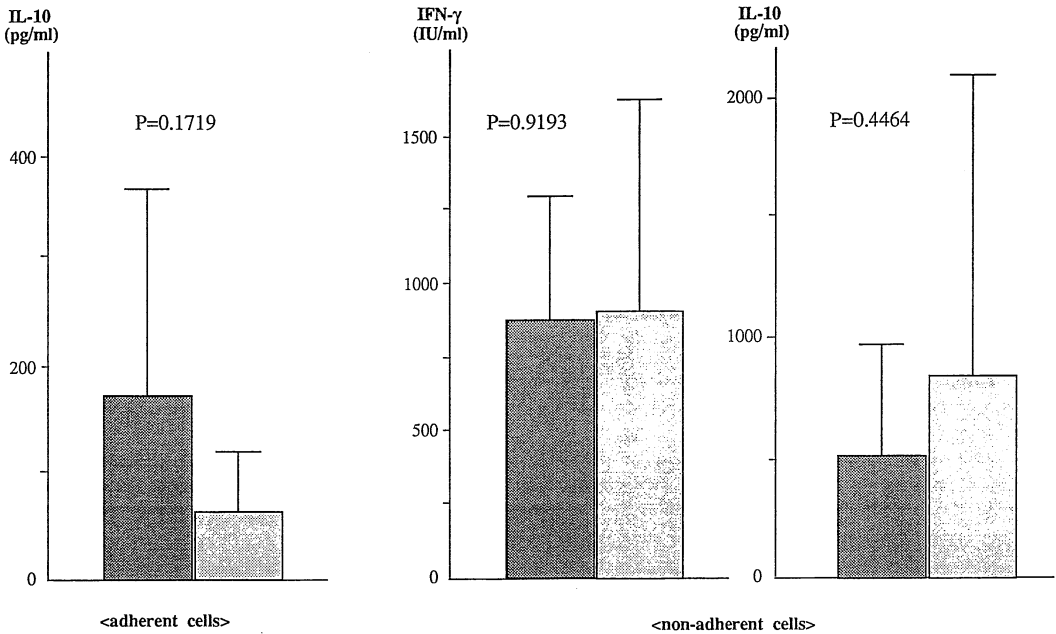 IL-10
(pg/ml)
P=0.1719
400
200
0
<adherent cells>
IFN-γ
(IU/ml)
P=0.9193
1500
1000
500
0
IL-10
(pg/ml)
P=0.4464
2000
1000
0
<non-adherent cells>